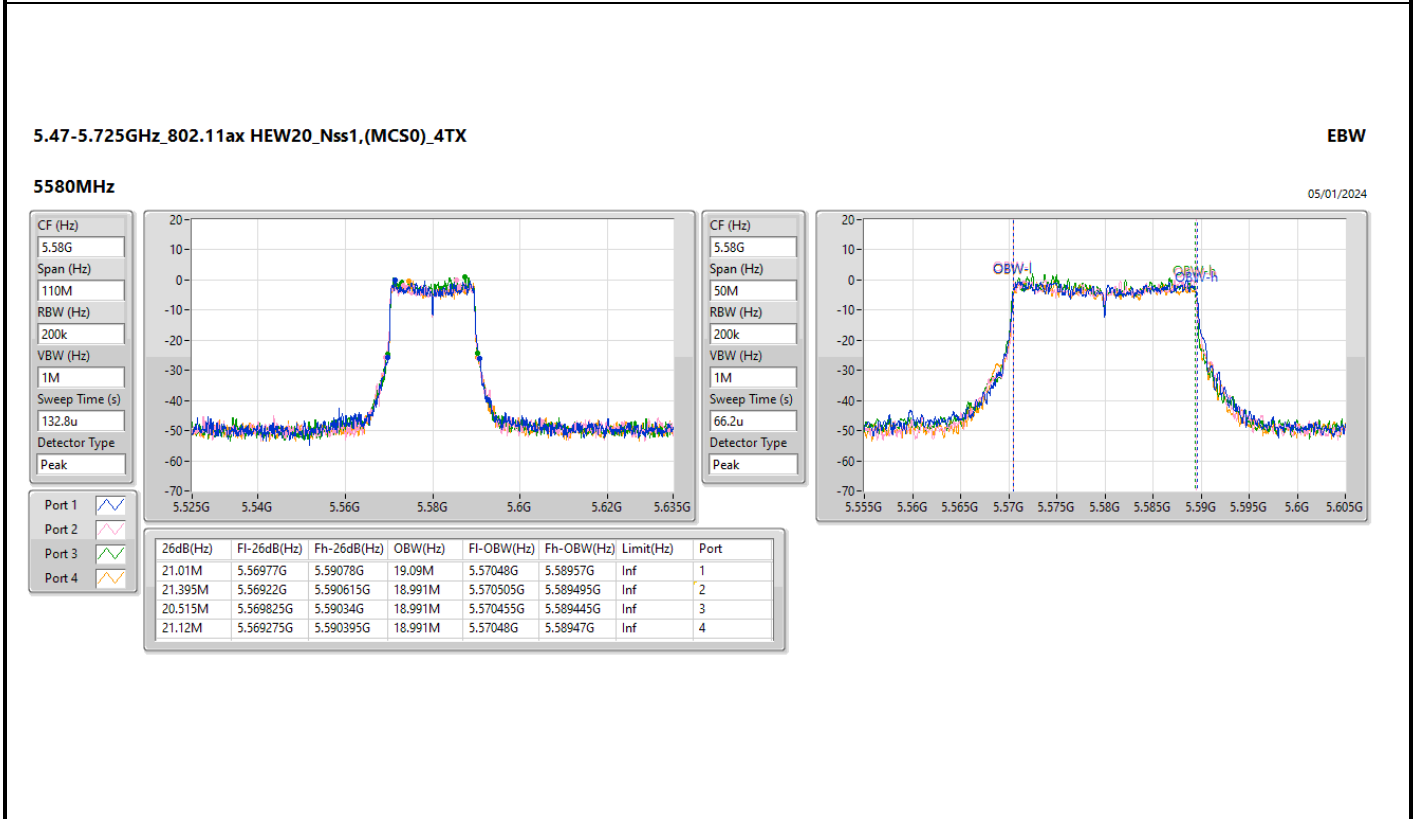 5.47-5.725GHz_802.11ax HEW20_Nss1,(MCS0)_4TX
EBW
5580MHz
05/01/2024
CF (Hz)
5.58G
Span (Hz)
110M
RBW (Hz)
200k
VBW (Hz)
1M
Sweep Time (s)
132.8u
Detector Type
Peak
20
10
0
-10
-20
-30
-40
-50
-60
-70
5.525G 5.54G 5.56G 5.58G 5.6G 5.62G 5.635G
CF (Hz)
5.58G
Span (Hz)
50M
RBW (Hz)
200k
VBW (Hz)
1M
Sweep Time (s)
66.2u
Detector Type
Peak
20
10
0
-10
-20
-30
-40
-50
-60
-70
OBW-l
OBW-h
OBW-h
5.555G 5.56G 5.565G 5.57G 5.575G 5.58G 5.585G 5.59G 5.595G 5.6G 5.605G
Port 1
Port 2
Port 3
Port 4
26dB(Hz) Fl-26dB(Hz) Fh-26dB(Hz) OBW(Hz) Fl-OBW(Hz) Fh-OBW(Hz) Limit(Hz) Port
21.01M 5.56977G 5.59078G 19.09M 5.57048G 5.58957G Inf 1
21.395M 5.56922G 5.590615G 18.991M 5.570505G 5.589495G Inf 2
20.515M 5.569825G 5.59034G 18.991M 5.570455G 5.589445G Inf 3
21.12M 5.569275G 5.590395G 18.991M 5.57048G 5.58947G Inf 4